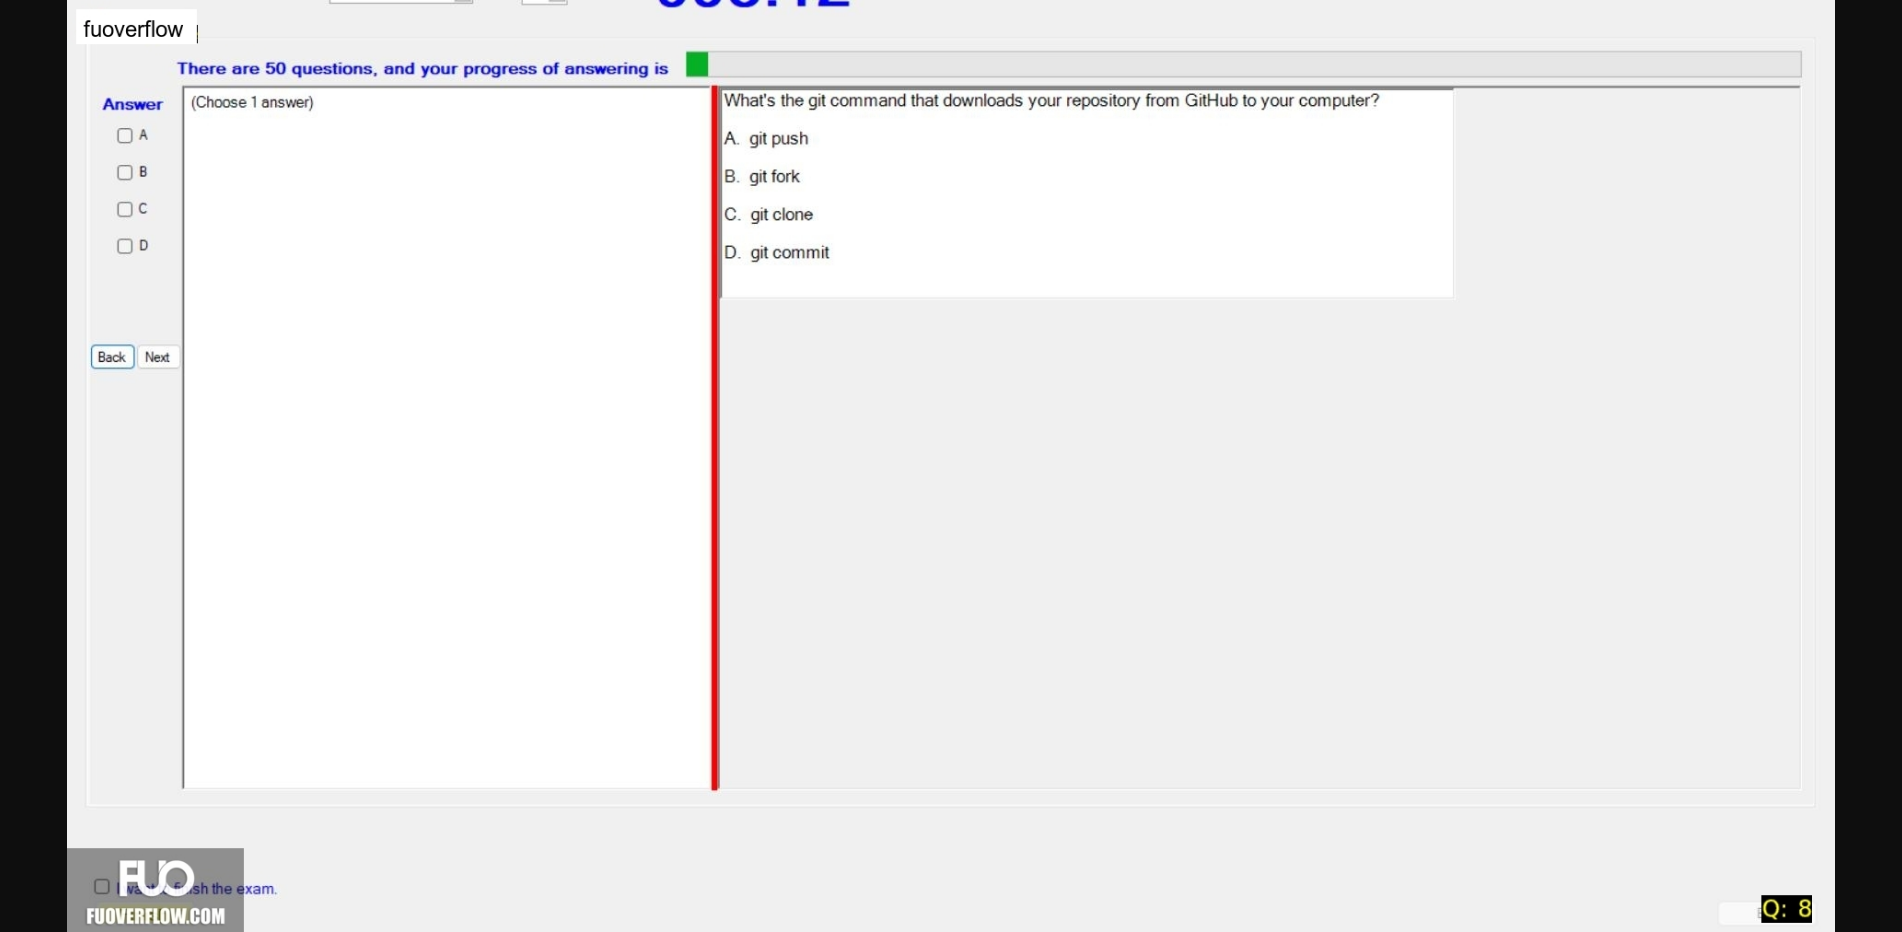 fuoverflow
There are 50 questions, and your progress of answering is
Answer
A
B
C
D
Back Next
(Choose 1 answer)
What's the git command that downloads your repository from GitHub to your computer?
A. git push
B. git fork
C. git clone
D. git commit
FUO
FUOVERFLOW.COM
I want finish the exam.
Q: 8